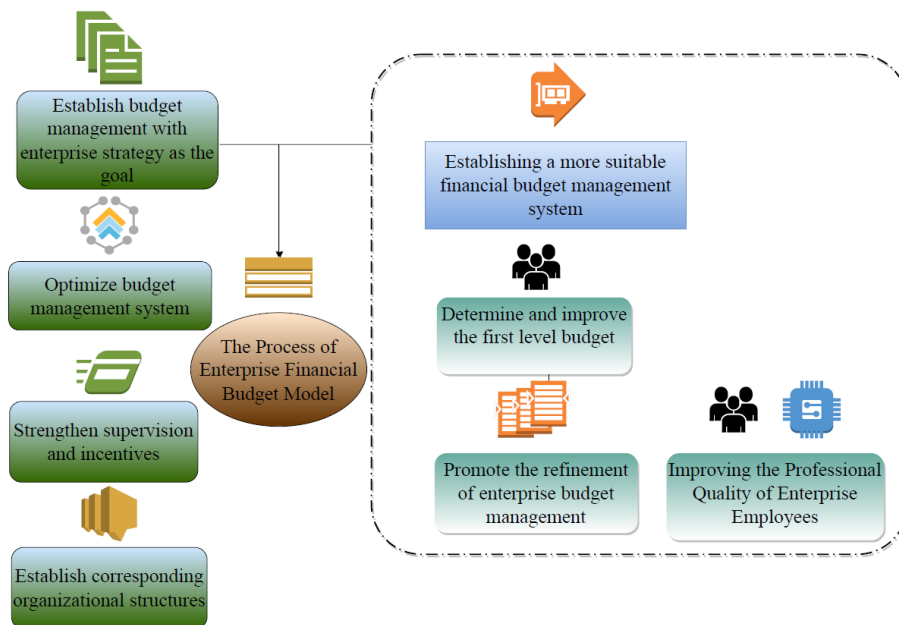 Establish budget
management with
enterprise strategy as the
goal
Optimize budget
management system
Strengthen supervision
and incentives
Establish corresponding
organizational structures
The Process of
Enterprise Financial
Budget Model
Establishing a more suitable
financial budget management
system
Determine and improve
the first level budget
Promote the refinement
of enterprise budget
management
Improving the Professional
Quality of Enterprise
Employees